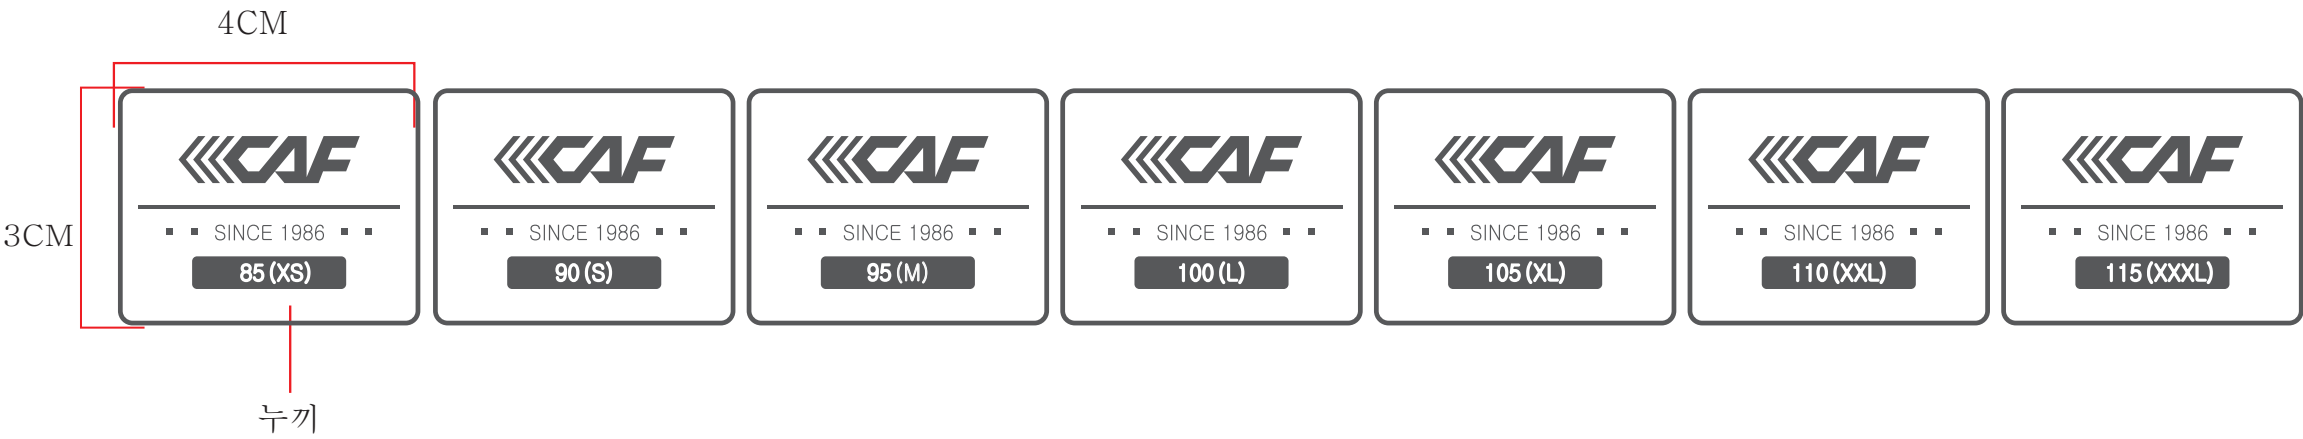 4CM
3CM
CAF
SINCE 1986
85(XS)
누끼
CAF
SINCE 1986
90(S)
CAF
SINCE 1986
95(M)
CAF
SINCE 1986
100(L)
CAF
SINCE 1986
105(XL)
CAF
SINCE 1986
110(XXL)
CAF
SINCE 1986
115(XXXL)